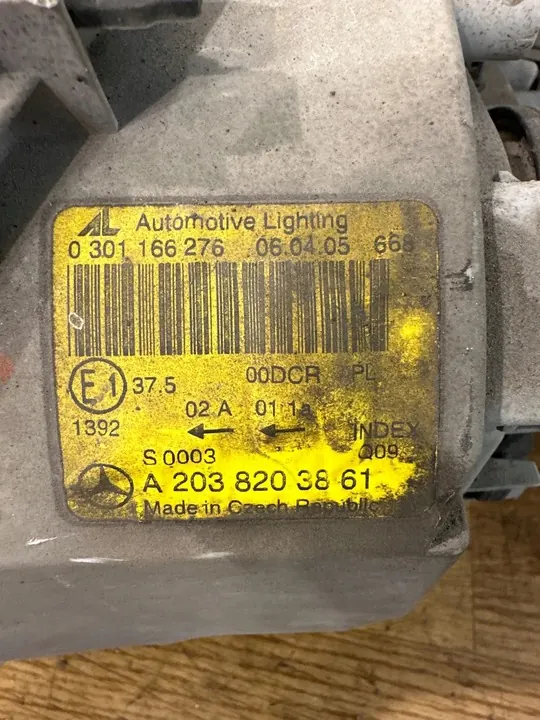 AL Automotive Lighting
0 301 166 276 06.04.05 668
E1 37.5 00DCR PL
02 A 01 1a
1392 INDEX
S 0003 Q09
A 203 820 38 61
Made in Czech Republic